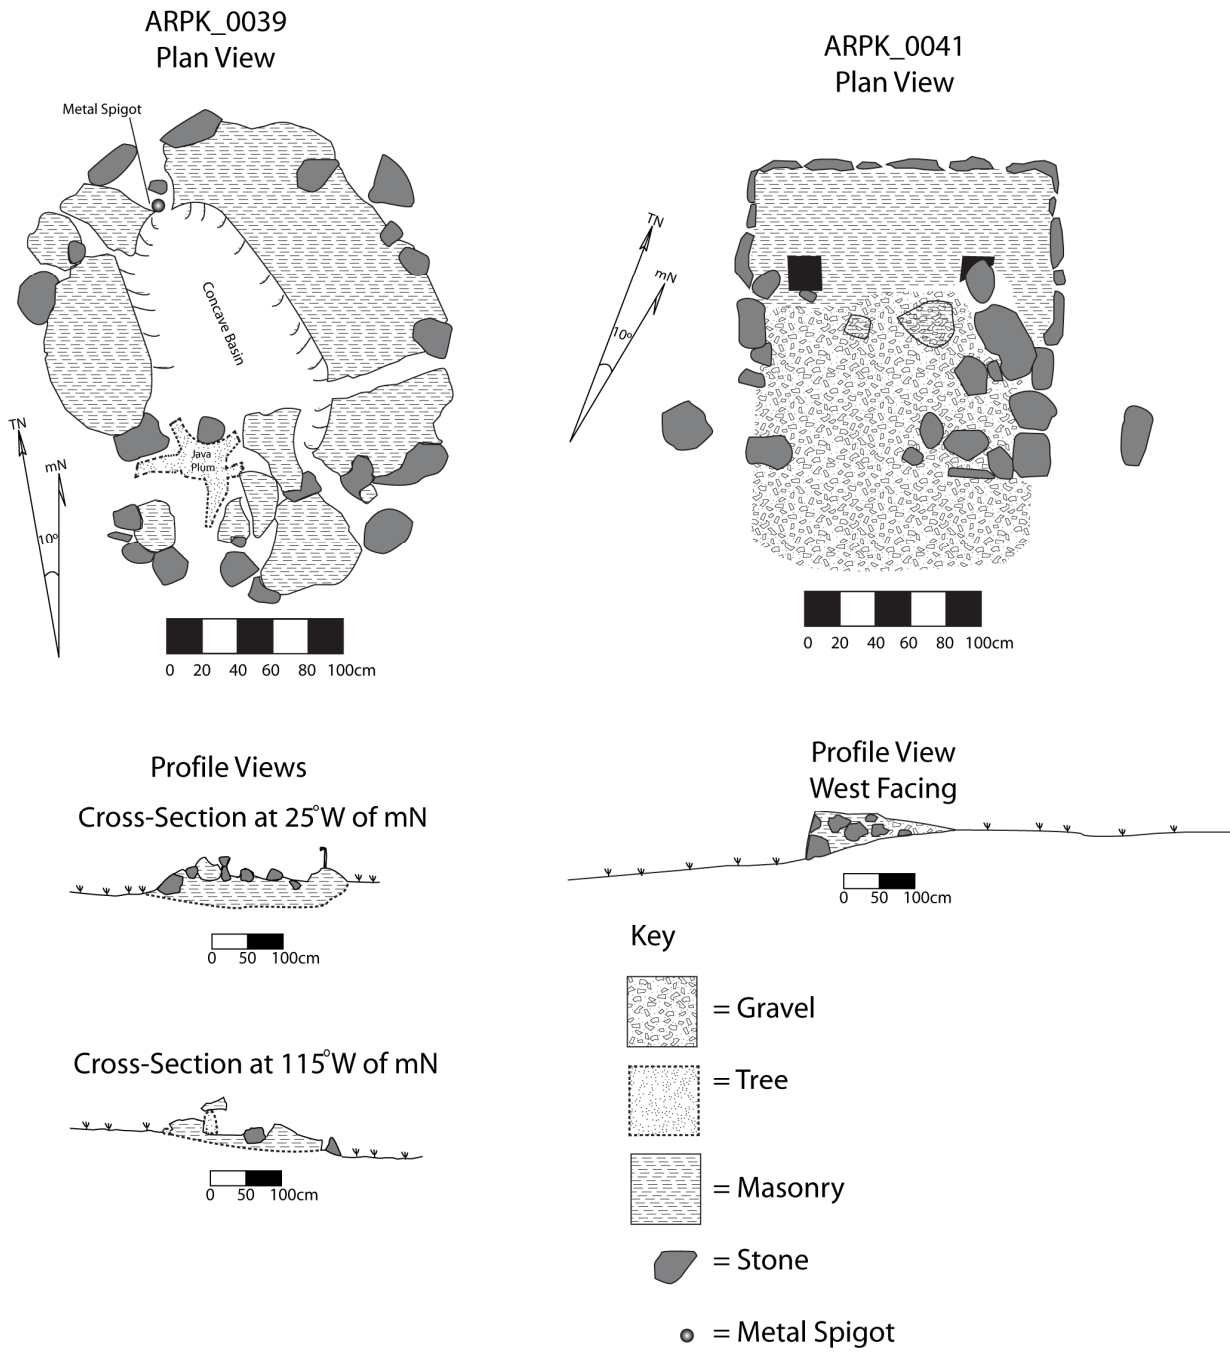 ARPK_0039
Plan View
Metal Spigot
Concave Basin
Java
Plum
TN
mN
10º
0 20 40 60 80 100cm
ARPK_0041
Plan View
TN
mN
10º
0 20 40 60 80 100cm
Profile Views
Cross-Section at 25°W of mN
0 50 100cm
Cross-Section at 115°W of mN
0 50 100cm
Profile View
West Facing
0 50 100cm
Key
= Gravel
= Tree
= Masonry
= Stone
= Metal Spigot